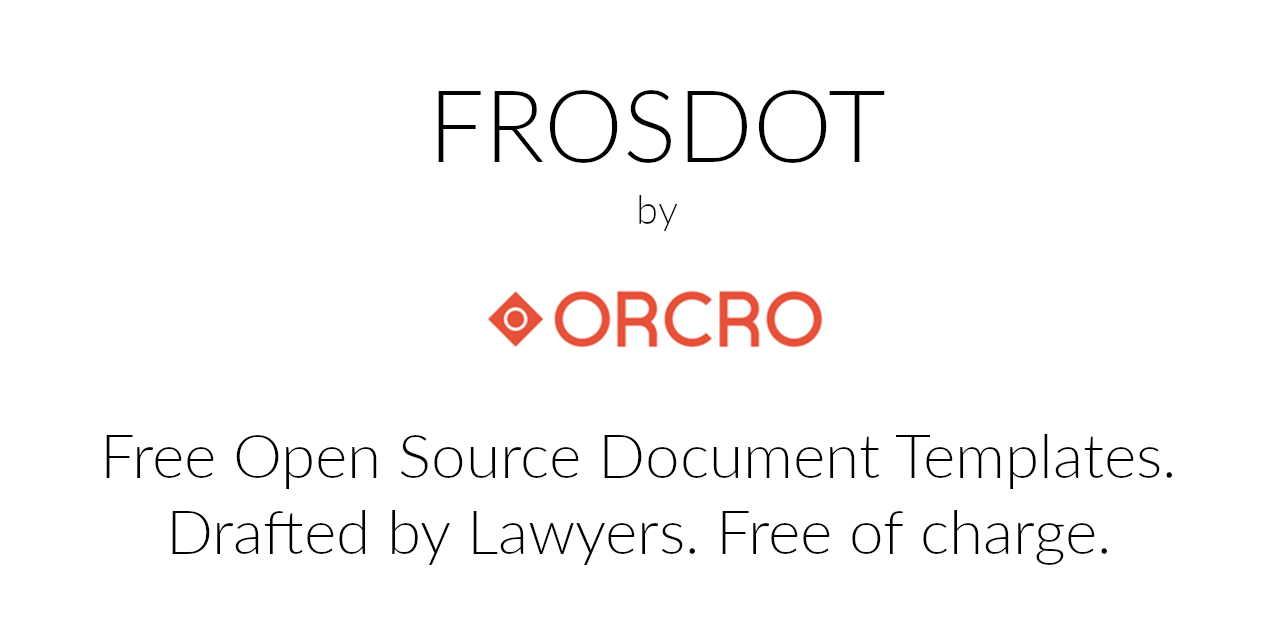 FROSDOT
by
ORCRO
Free Open Source Document Templates.
Drafted by Lawyers. Free of charge.